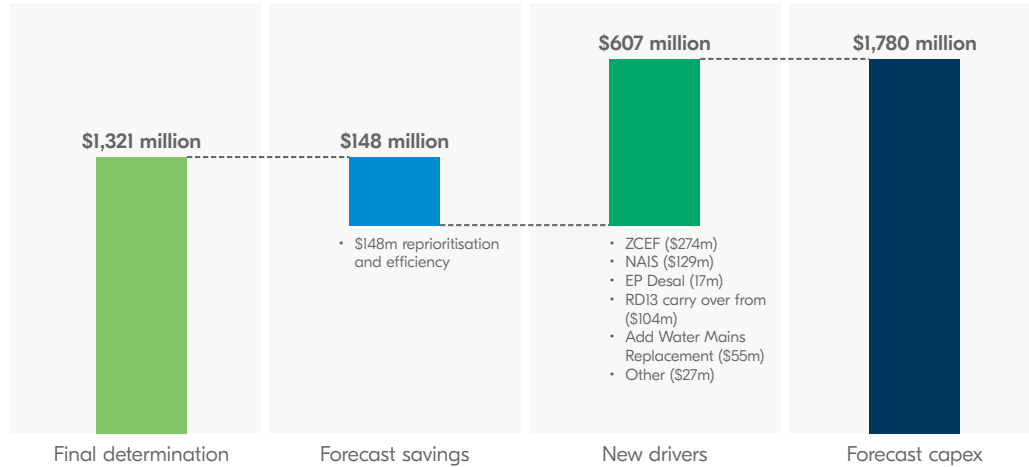 $1,321 million
$148 million
$607 million
$1,780 million
• $148m reprioritisation
and efficiency
• ZCEF ($274m)
• NAIS ($129m)
• EP Desal (17m)
• RD13 carry over from
($104m)
• Add Water Mains
Replacement ($55m)
• Other ($27m)
Final determination
Forecast savings
New drivers
Forecast capex